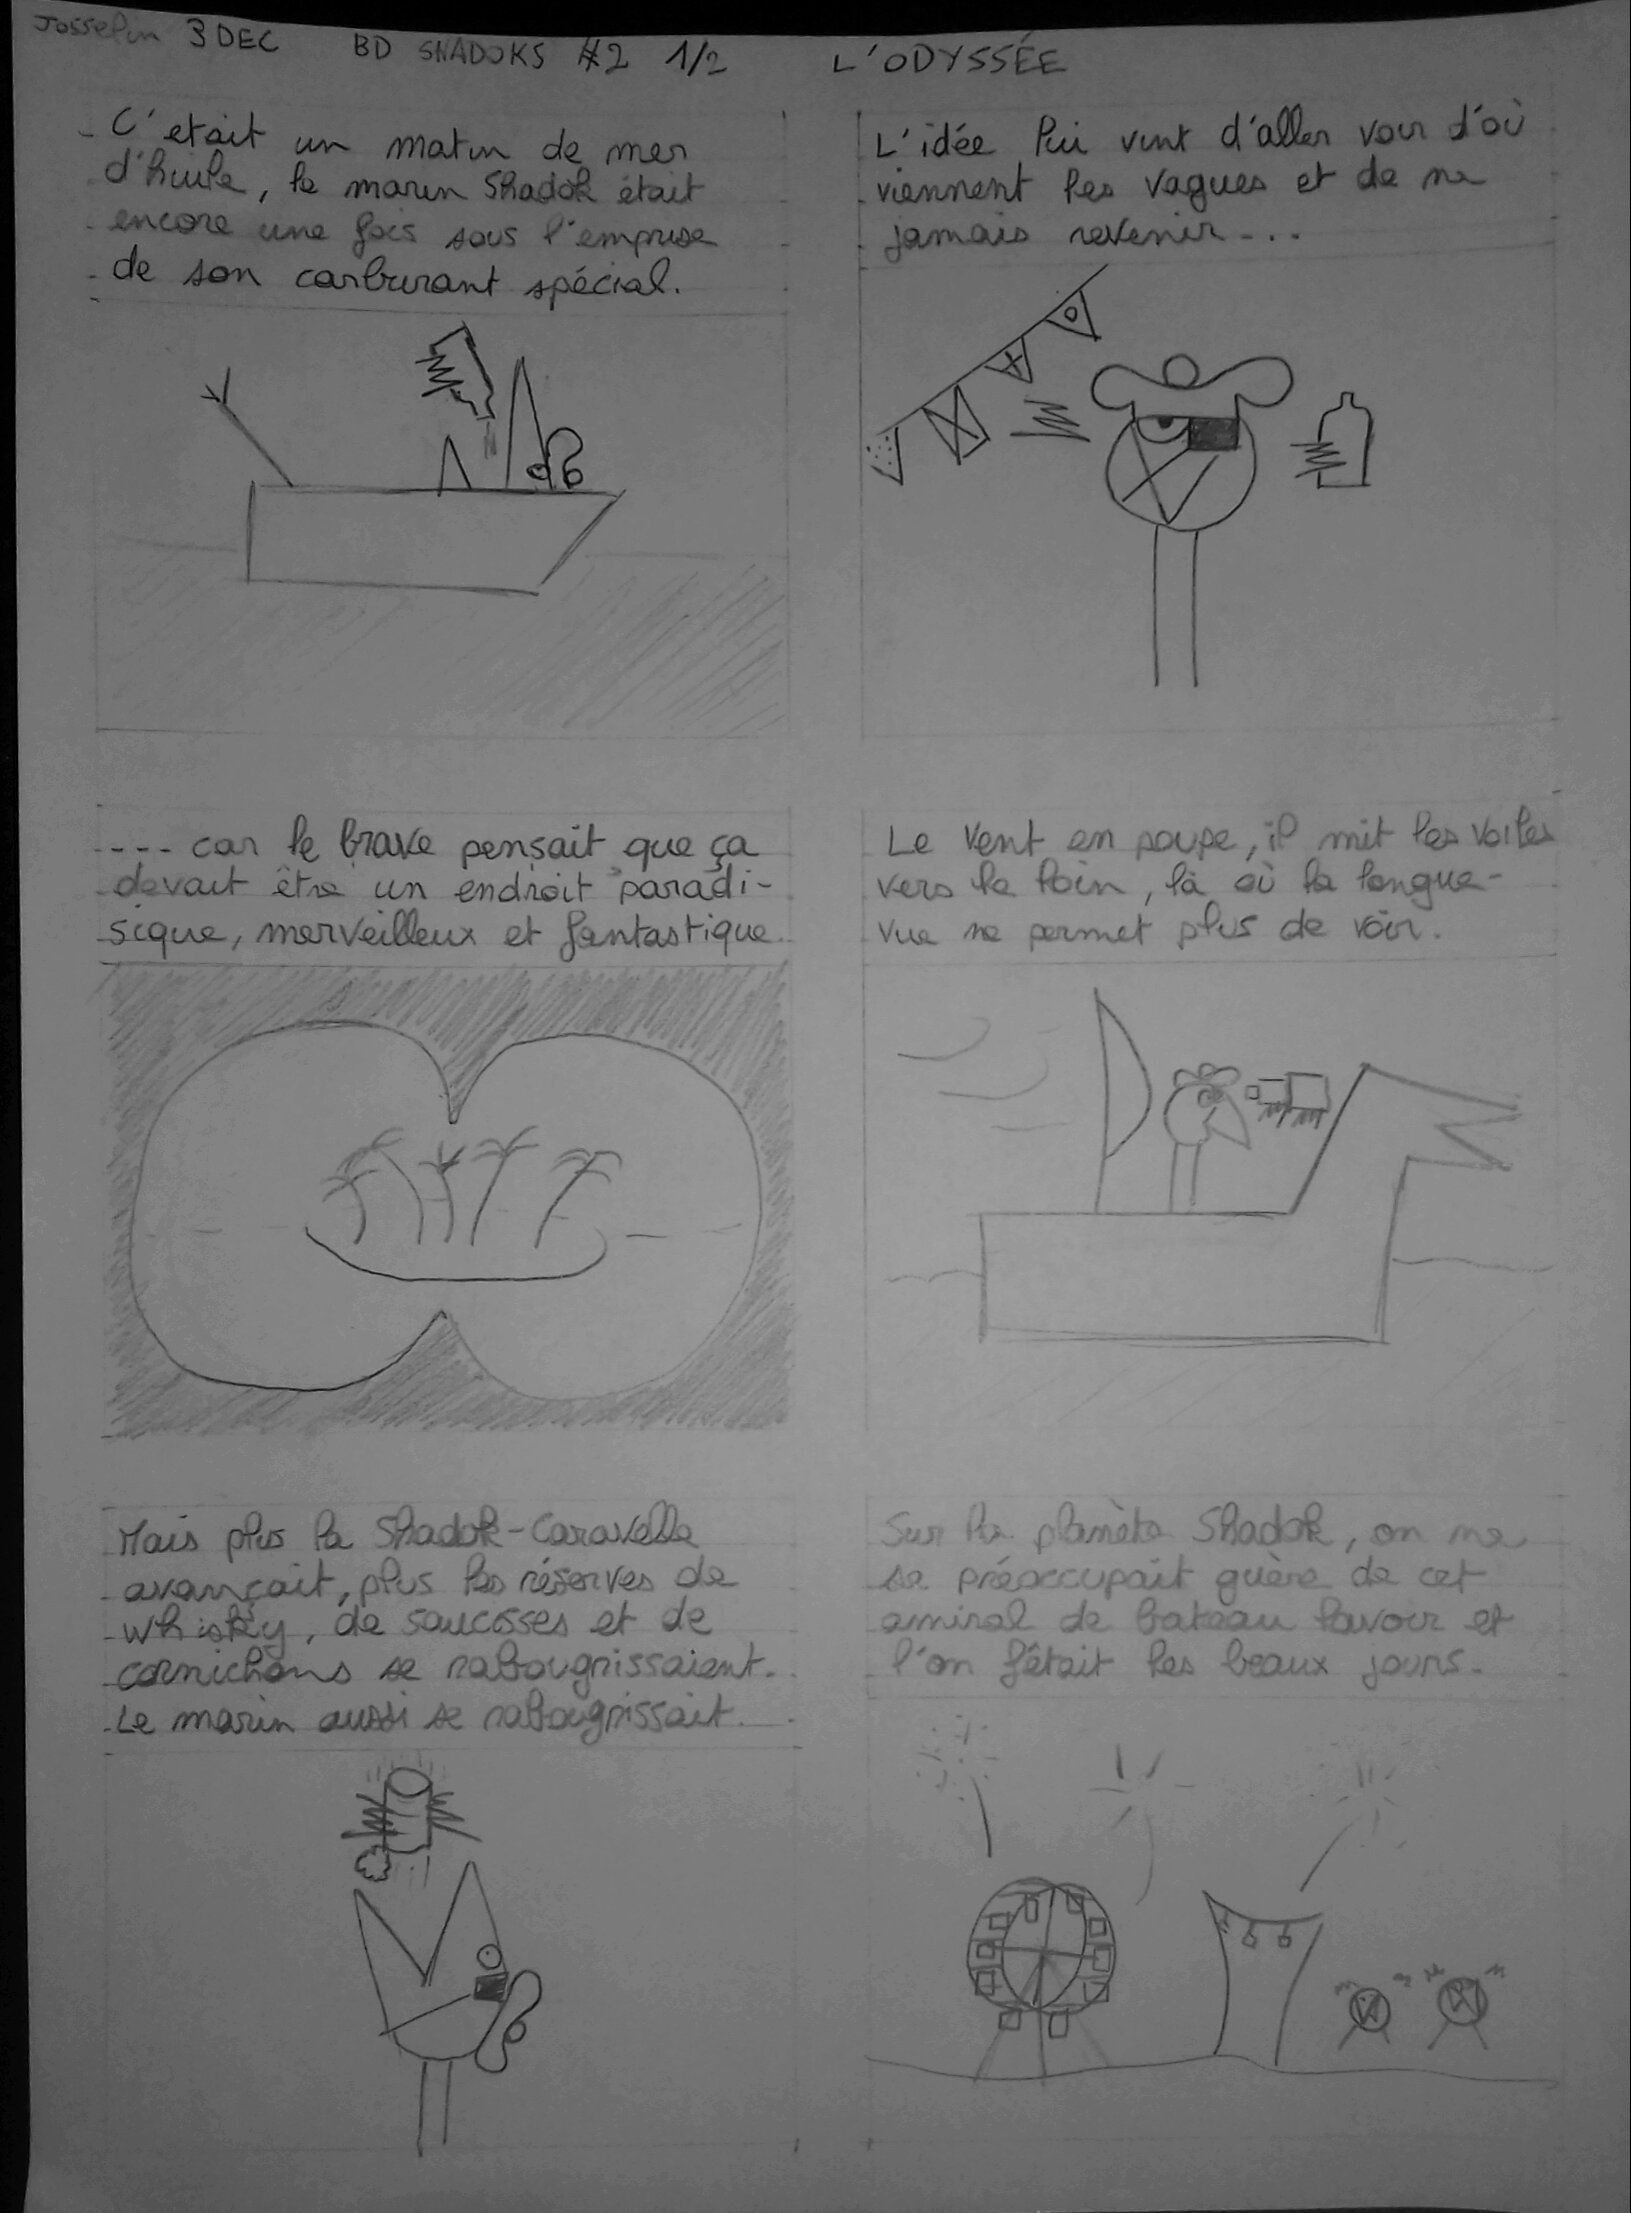 Josselin 3 DEC BD SHADOKS #2 1/2 L'ODYSSÉE
C'etait un matin de mer
d'huile, le marin Shadok était
encore une fois sous l'emprise
de son carburant spécial.
L'idée lui vint d'aller voir d'où
viennent les vagues et de ne
jamais revenir...
.... car le brave pensait que ça
devait être un endroit paradi-
sique, merveilleux et fantastique.
Le vent en poupe, il mit les voiles
vers le loin, là où la longue-
vue ne permet plus de voir.
Mais plus la Shadok-Caravelle
avançait, plus les réserves de
whisky, de saucisses et de
cornichons se rabougrissaient.
Le marin aussi se rabougrissait.
Sur la planète Shadok, on ne
se préoccupait guère de cet
amiral de bateau lavoir et
l'on fêtait les beaux jours.